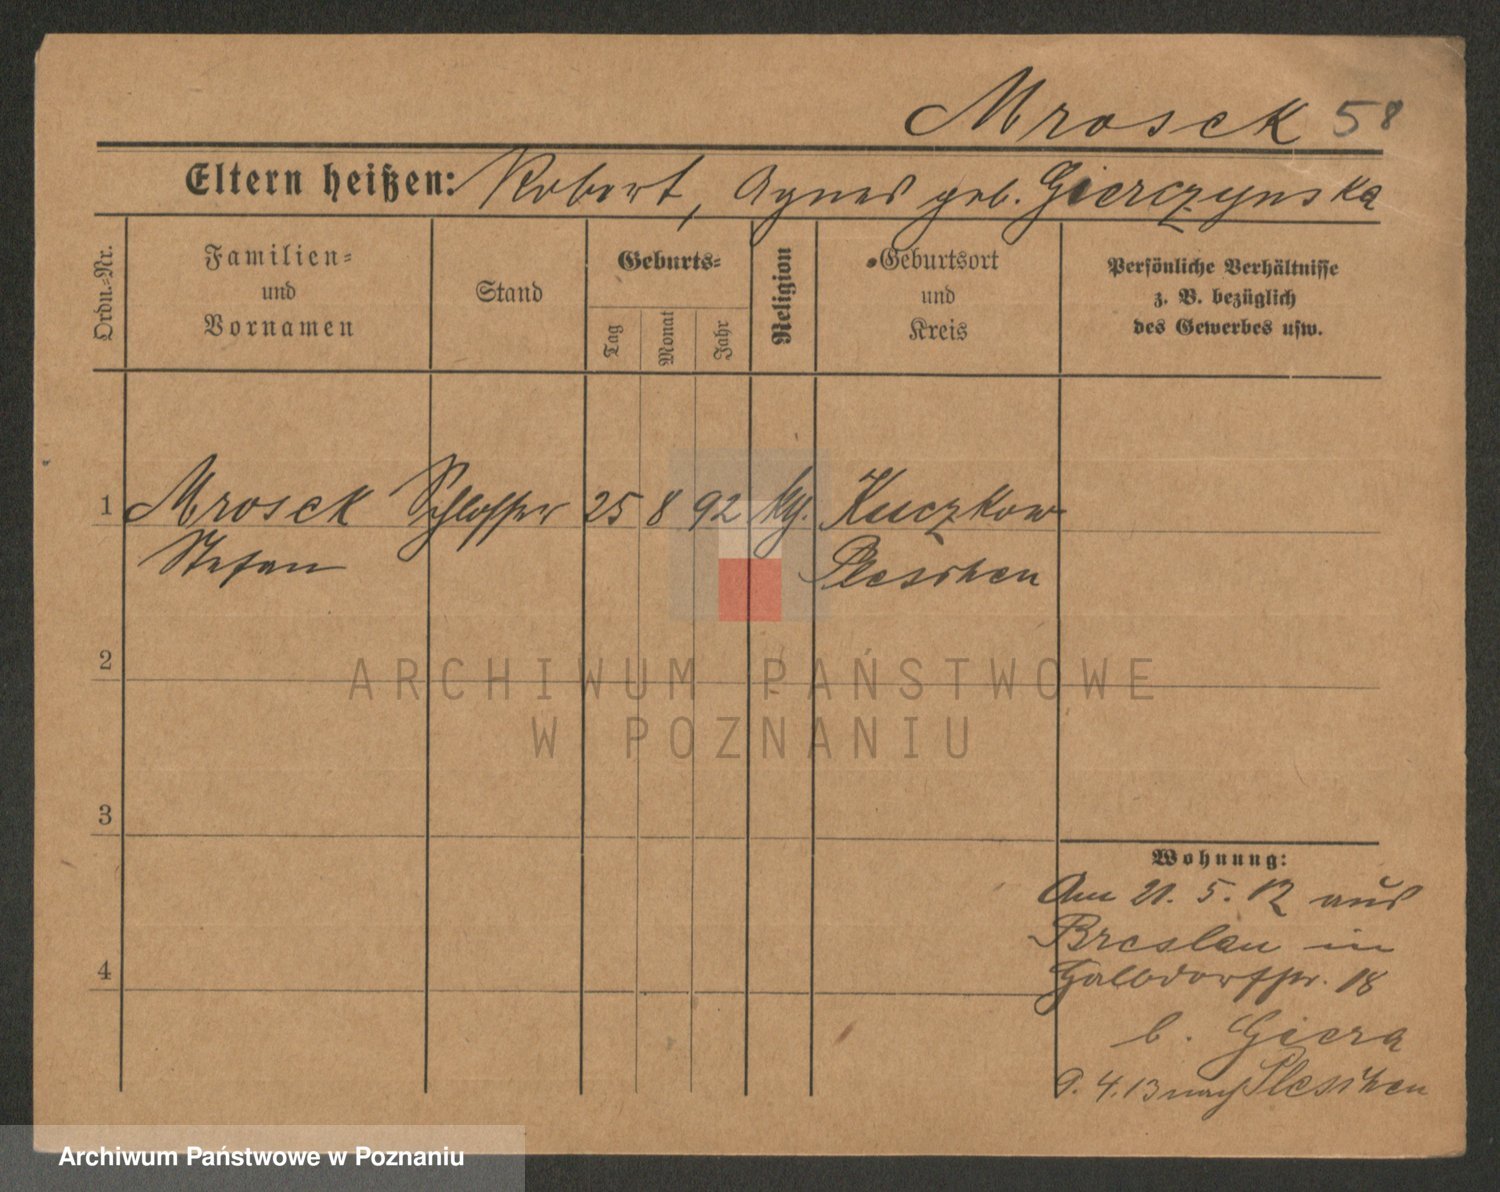 Mrosek 58
Eltern heißen: Robert, Agnes geb. Gierczynska
Ordn.-Nr.
Familien-
und
Vornamen
Stand
Geburts-
Tag
Monat
Jahr
Religion
Geburtsort
und
Kreis
Persönliche Verhältnisse
z. B. bezüglich
des Gewerbes usw.
1 Mrosek Schlosser 25 8 92 kth. Kuczkow
Stefan Pleschen
2
3
4
Wohnung:
Am 21. 5. 12 aus
Breslau in
18
b. Giera
9. 4. 13 nach Pleschen
ARCHIWUM PAŃSTWOWE
W POZNANIU
Archiwum Państwowe w Poznaniu